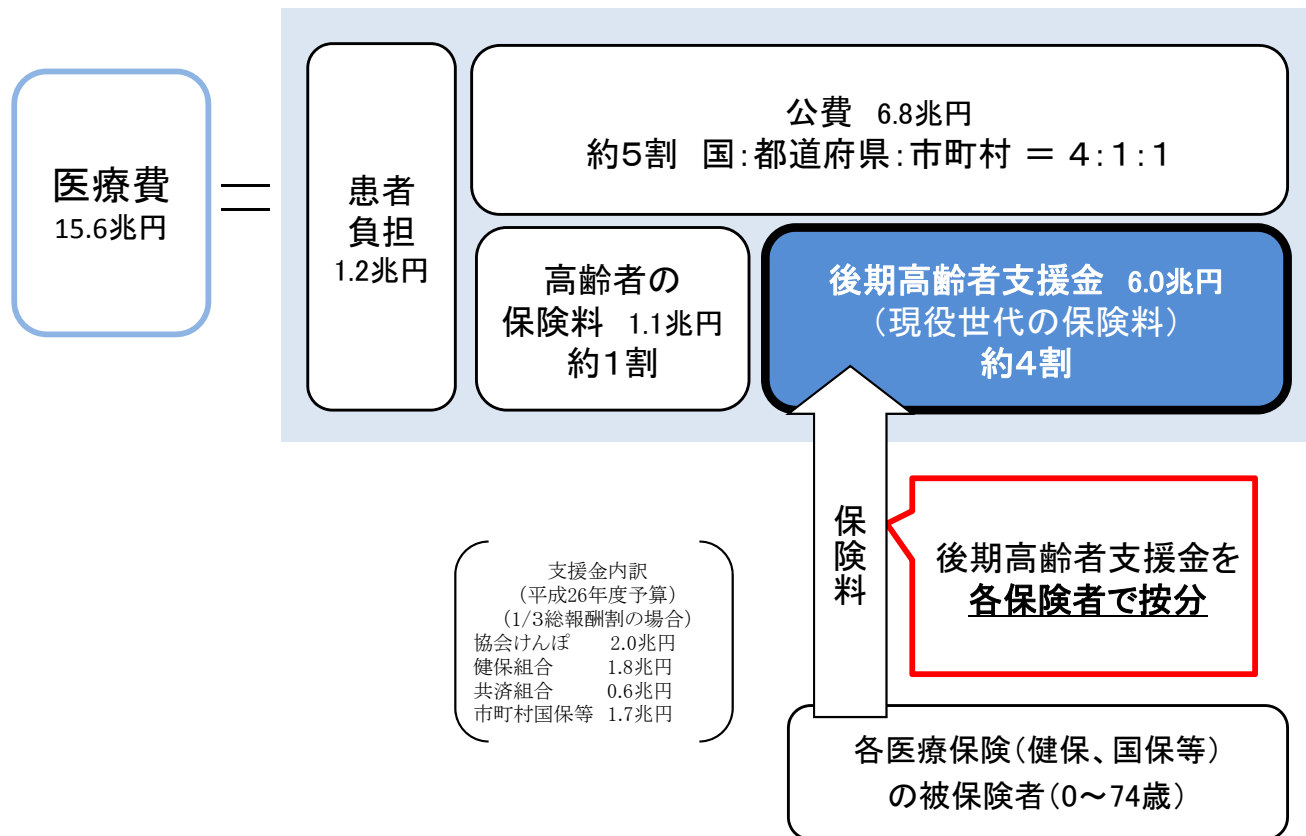 医療費
15.6兆円
患者
負担
1.2兆円
公費 6.8兆円
約5割 国:都道府県:市町村 = 4:1:1
高齢者の
保険料 1.1兆円
約1割
後期高齢者支援金 6.0兆円
(現役世代の保険料)
約4割
保険料
後期高齢者支援金を
各保険者で按分
支援金内訳
(平成26年度予算)
(1/3総報酬割の場合)
協会けんぽ 2.0兆円
健保組合 1.8兆円
共済組合 0.6兆円
市町村国保等 1.7兆円
各医療保険(健保、国保等)
の被保険者(0~74歳)